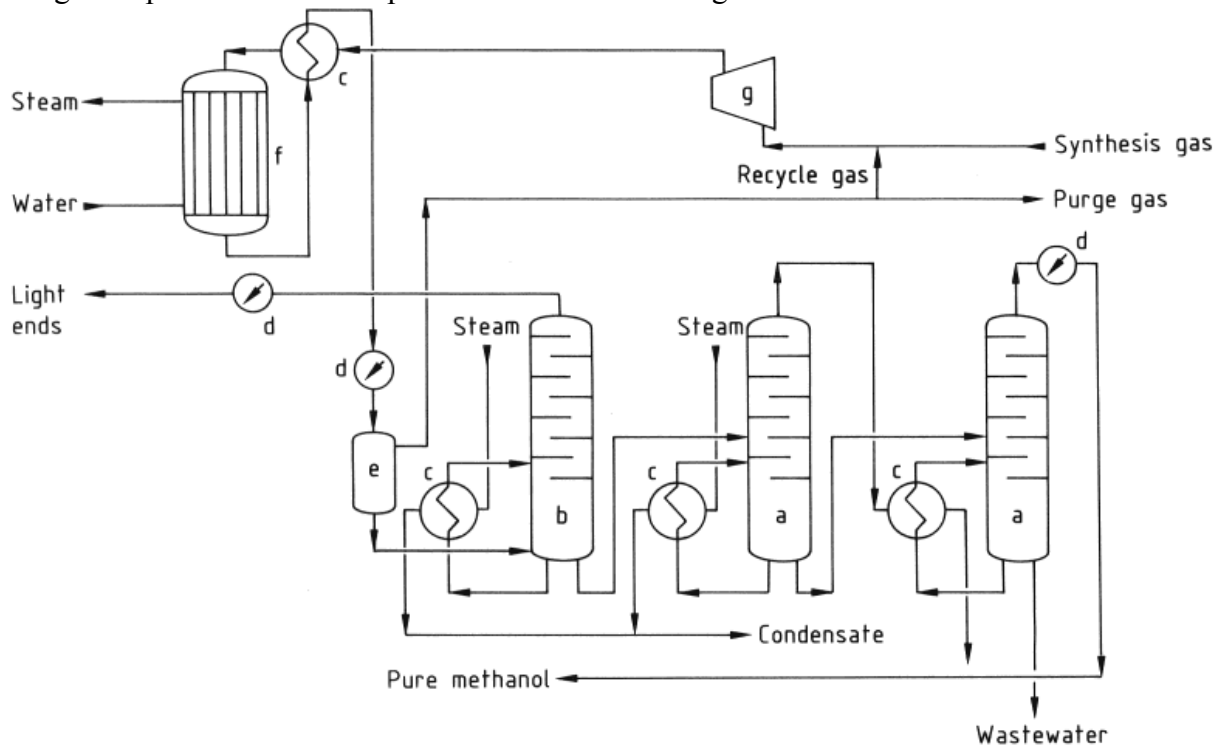 c
g
Steam
f
Synthesis gas
Recycle gas
Water
Purge gas
d
Light
ends
d
Steam
Steam
d
e
c
c
c
b
a
a
Condensate
Pure methanol
Wastewater